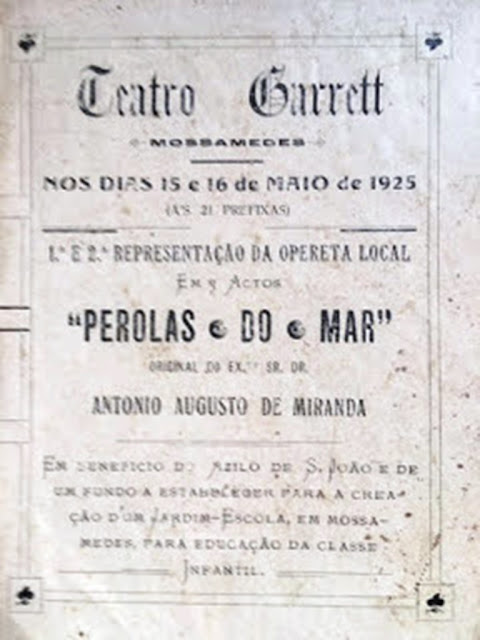 Teatro Garrett
MOSSAMEDES
NOS DIAS 15 e 16 de MAIO de 1925
(A'S 21 PREFIXAS)
1.ª E 2.ª REPRESENTAÇÃO DA OPERETA LOCAL
EM 3 ACTOS
"PEROLAS DO MAR"
ORIGINAL DO EX.mo SR. DR.
ANTONIO AUGUSTO DE MIRANDA
EM BENEFICIO DO AZILO DE S. JOÃO E DE
UM FUNDO A ESTABELECER PARA A CREA-
ÇÃO D'UM JARDIM-ESCOLA, EM MOSSA-
MEDES, PARA EDUCAÇÃO DA CLASSE
INFANTIL.